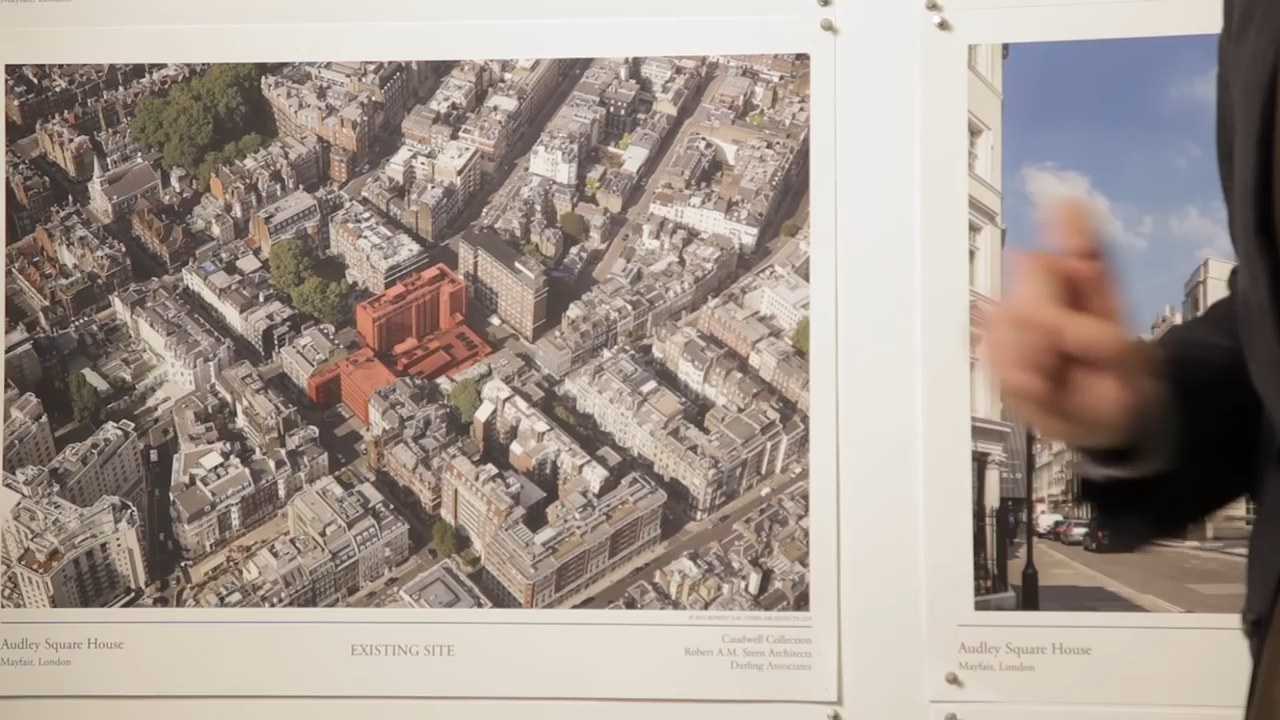 Audley Square House
Mayfair, London
EXISTING SITE
Caudwell Collection
Robert A.M. Stern Architects
Darling Associates
Audley Square House
Mayfair, London